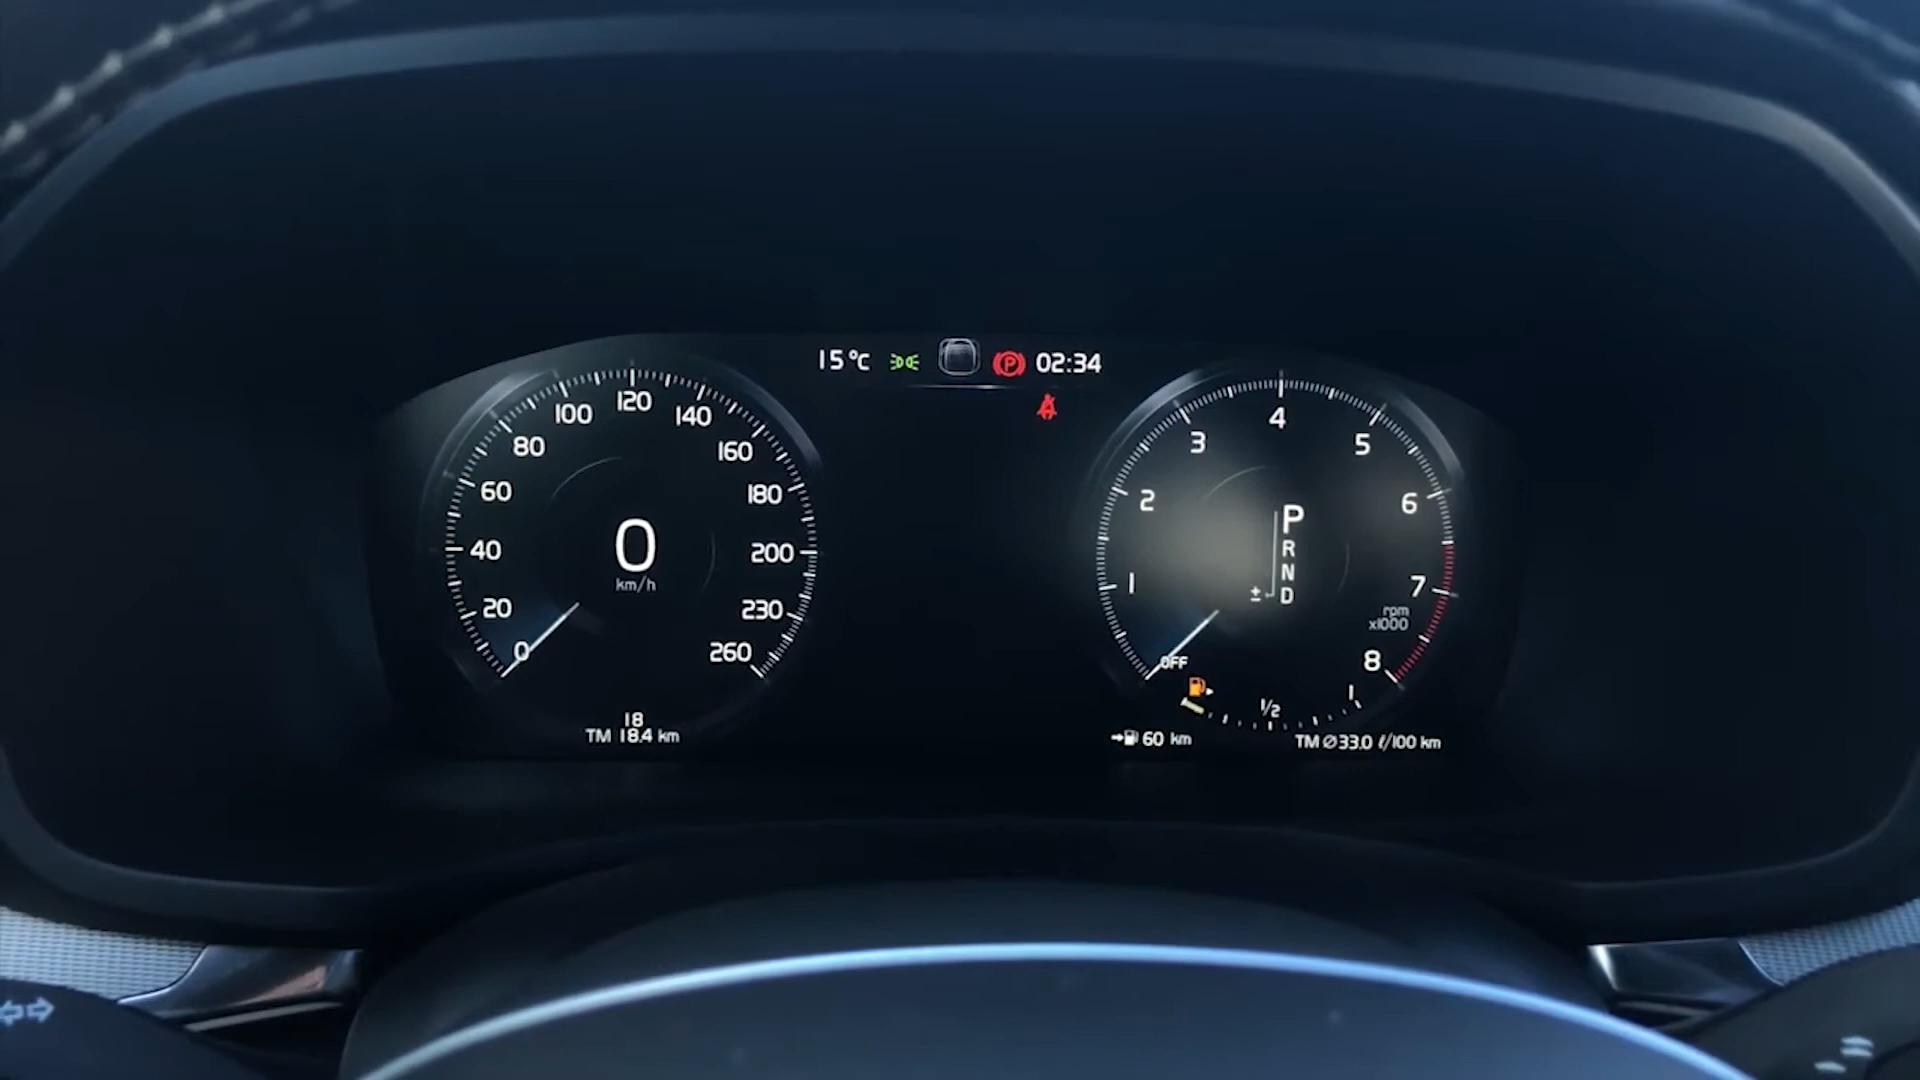 15°C
02:34
0
20
40
60
80
100
120
140
160
180
200
230
260
0
km/h
18
TM 18.4 km
OFF
1
2
3
4
5
6
7
8
rpm
x1000
P
R
N
± D
1/2
1
60 km
TM ⌀33.0 ℓ/100 km